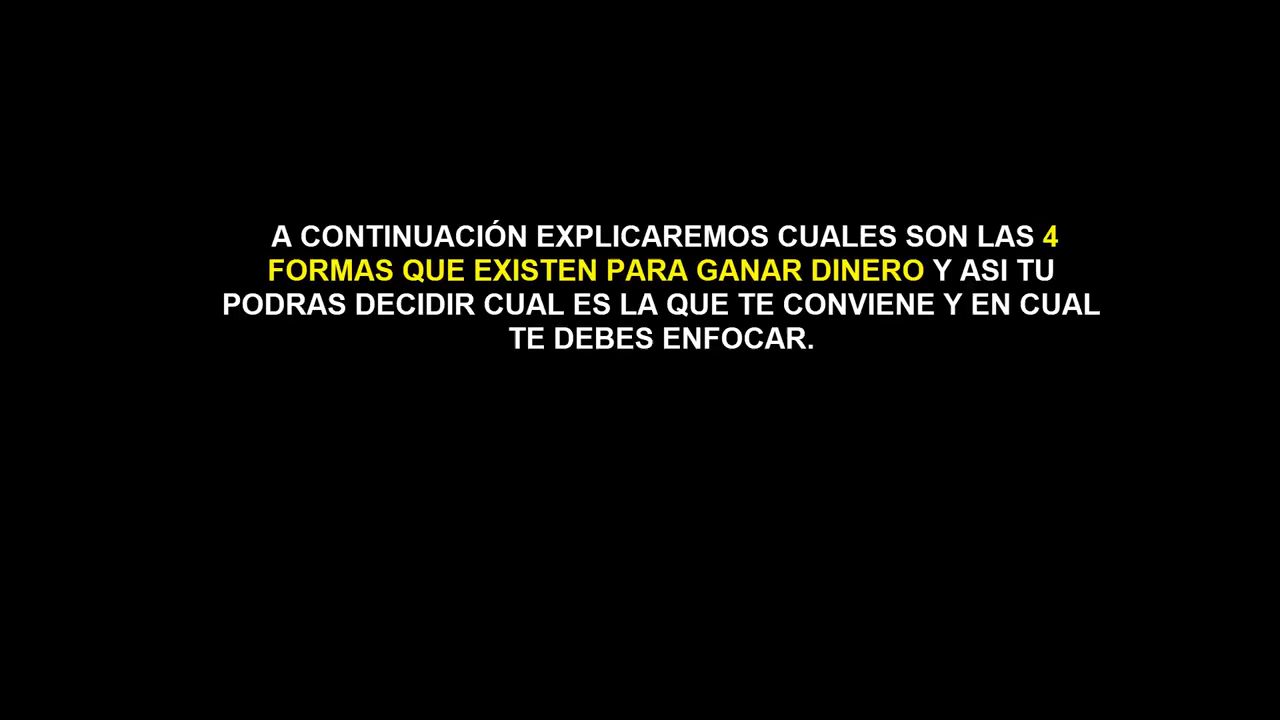 A CONTINUACIÓN EXPLICAREMOS CUALES SON LAS 4
FORMAS QUE EXISTEN PARA GANAR DINERO Y ASI TU
PODRAS DECIDIR CUAL ES LA QUE TE CONVIENE Y EN CUAL
TE DEBES ENFOCAR.